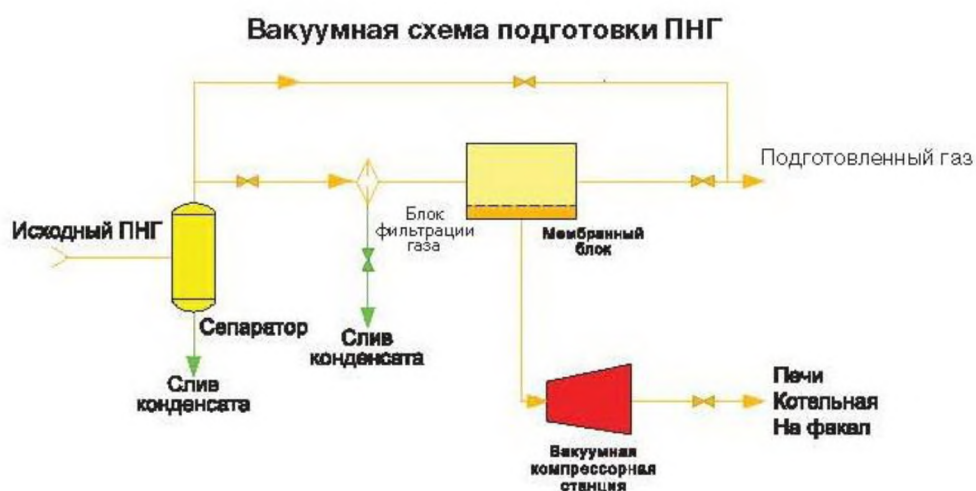 Вакуумная схема подготовки ПНГ
Подготовленный газ
Исходный ПНГ
Блок
фильтрации
газа
Мембранный
блок
Сепаратор
Слив
конденсата
Слив
конденсата
Печи
Котельная
На факал
Вакуумная
компрессорная
станция